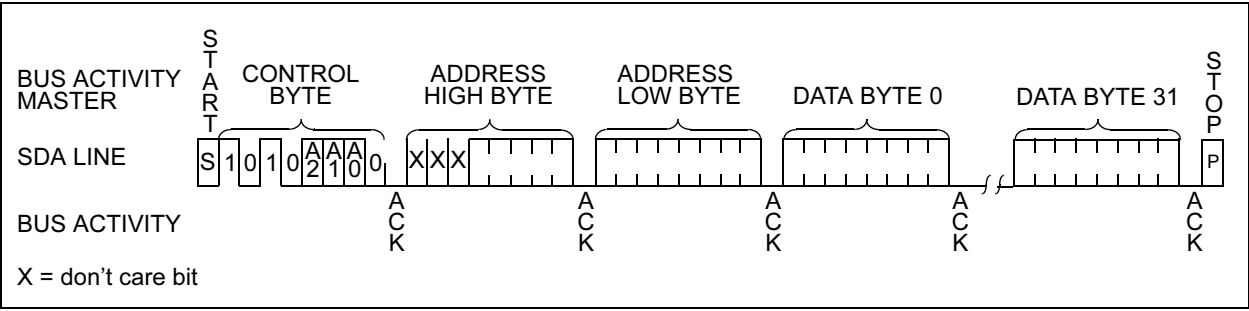 BUS ACTIVITY
MASTER
START
CONTROL
BYTE
ADDRESS
HIGH BYTE
ADDRESS
LOW BYTE
DATA BYTE 0
DATA BYTE 31
STOP
SDA LINE
S 1 0 1 0 A2 A1 A0 0 X X X P
BUS ACTIVITY
ACK ACK ACK ACK ACK
X = don't care bit